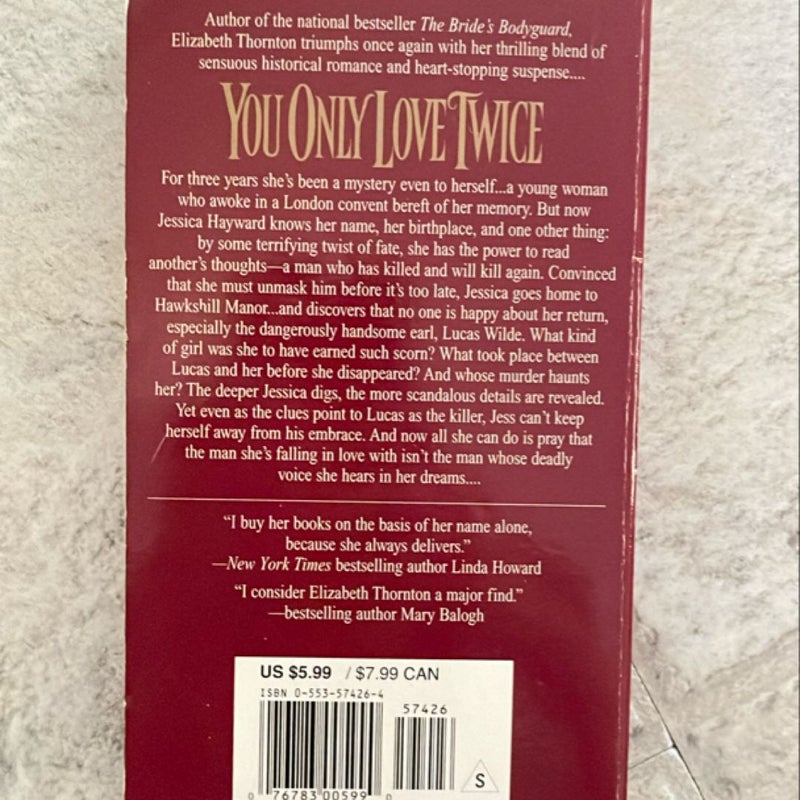 Author of the national bestseller The Bride's Bodyguard,
Elizabeth Thornton triumphs once again with her thrilling blend of
sensuous historical romance and heart-stopping suspense....
YOU ONLY LOVE TWICE
For three years she's been a mystery even to herself...a young woman
who awoke in a London convent bereft of her memory. But now
Jessica Hayward knows her name, her birthplace, and one other thing:
by some terrifying twist of fate, she has the power to read
another's thoughts—a man who has killed and will kill again. Convinced
that she must unmask him before it's too late, Jessica goes home to
Hawkshill Manor...and discovers that no one is happy about her return,
especially the dangerously handsome earl, Lucas Wilde. What kind
of girl was she to have earned such scorn? What took place between
Lucas and her before she disappeared? And whose murder haunts
her? The deeper Jessica digs, the more scandalous details are revealed.
Yet even as the clues point to Lucas as the killer, Jess can't keep
herself away from his embrace. And now all she can do is pray that
the man she's falling in love with isn't the man whose deadly
voice she hears in her dreams....
"I buy her books on the basis of her name alone,
because she always delivers."
—New York Times bestselling author Linda Howard
"I consider Elizabeth Thornton a major find."
—bestselling author Mary Balogh
US $5.99 / $7.99 CAN
ISBN 0-553-57426-4
57426
S
0 76783 00599 0